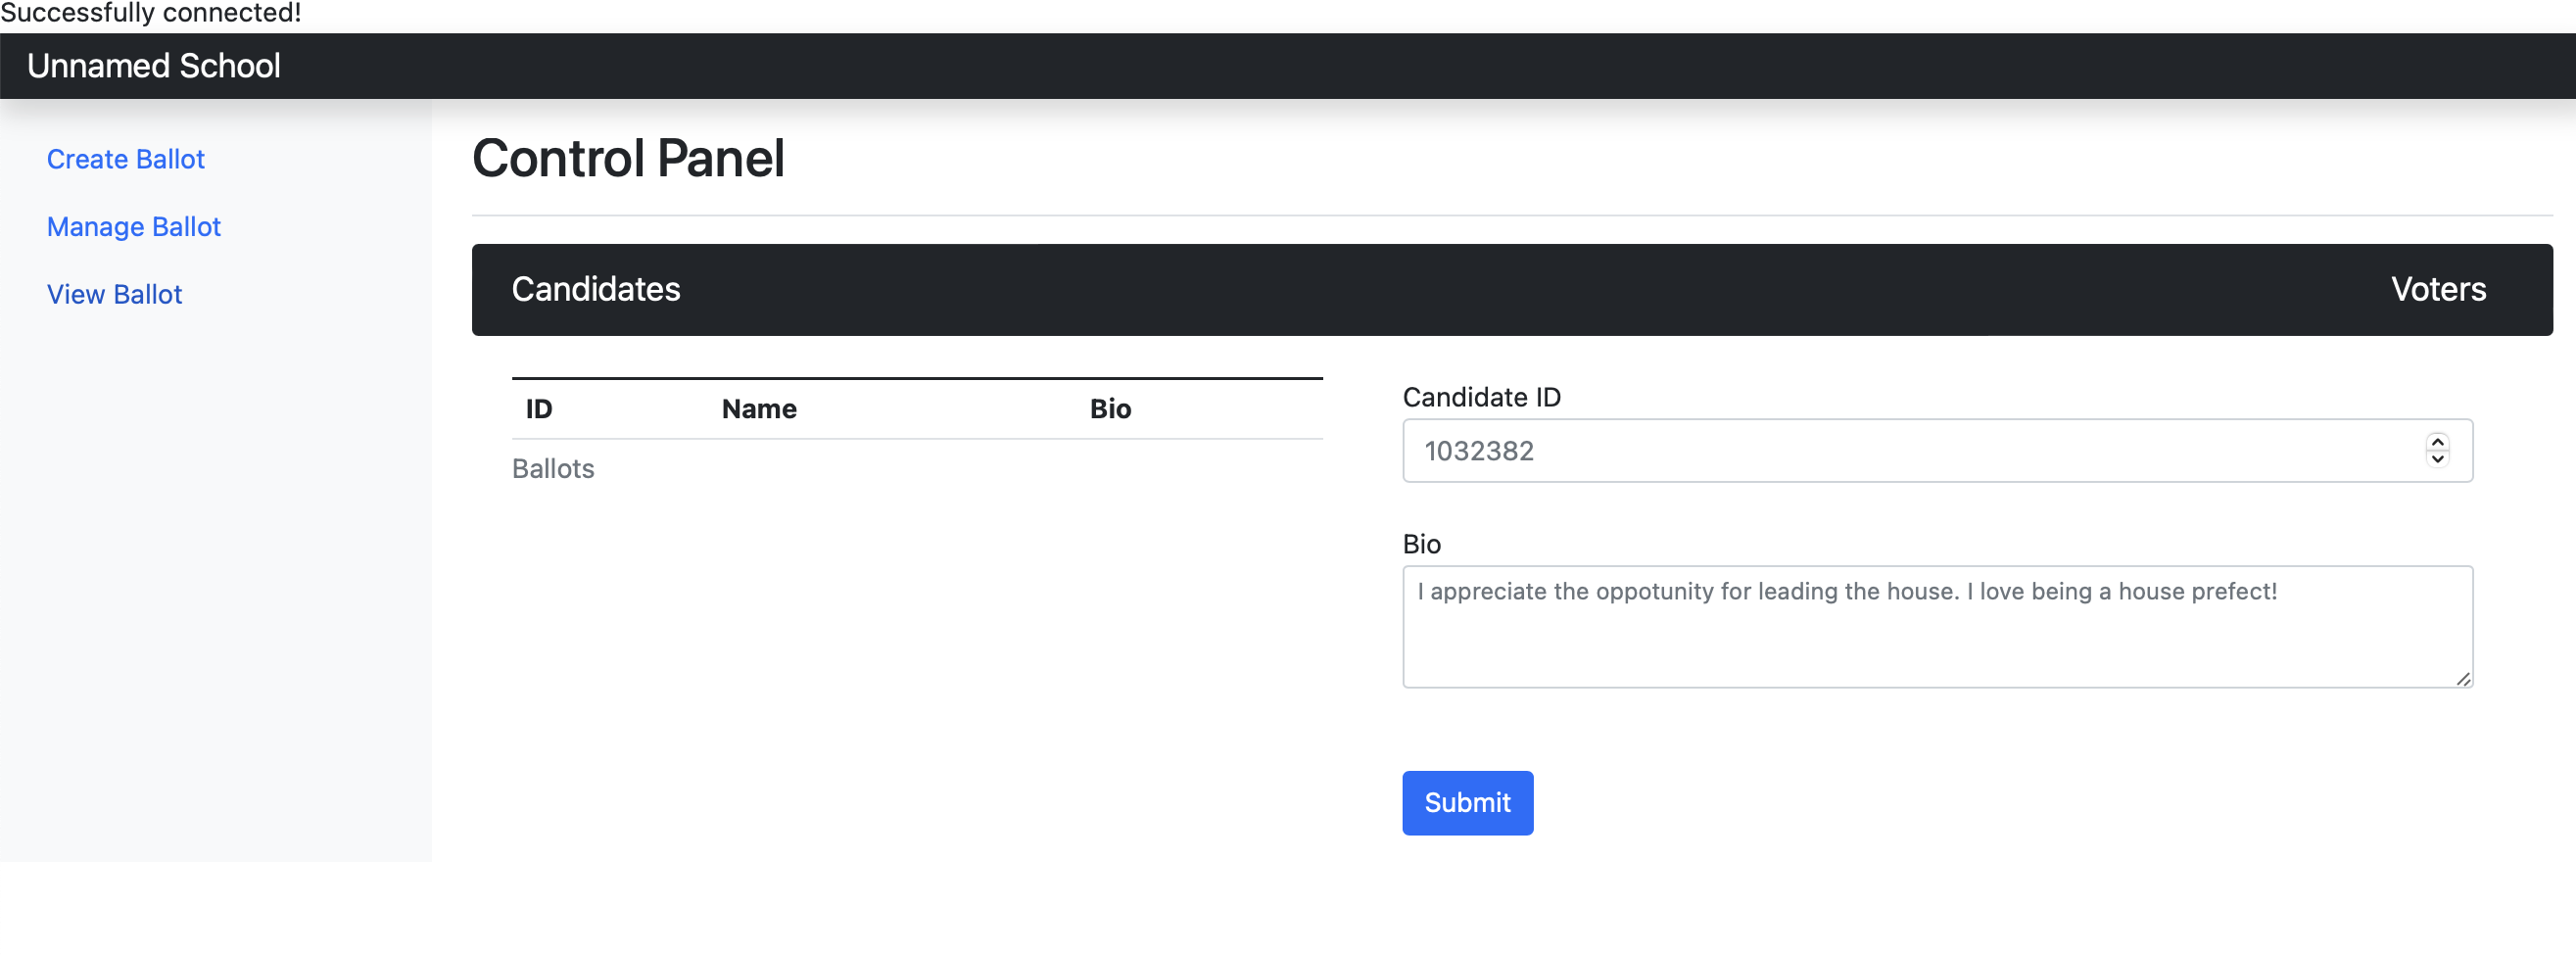 Successfully connected!
Unnamed School
Create Ballot
Manage Ballot
View Ballot
Control Panel
Candidates Voters
ID Name Bio
Ballots
Candidate ID
1032382
Bio
I appreciate the oppotunity for leading the house. I love being a house prefect!
Submit